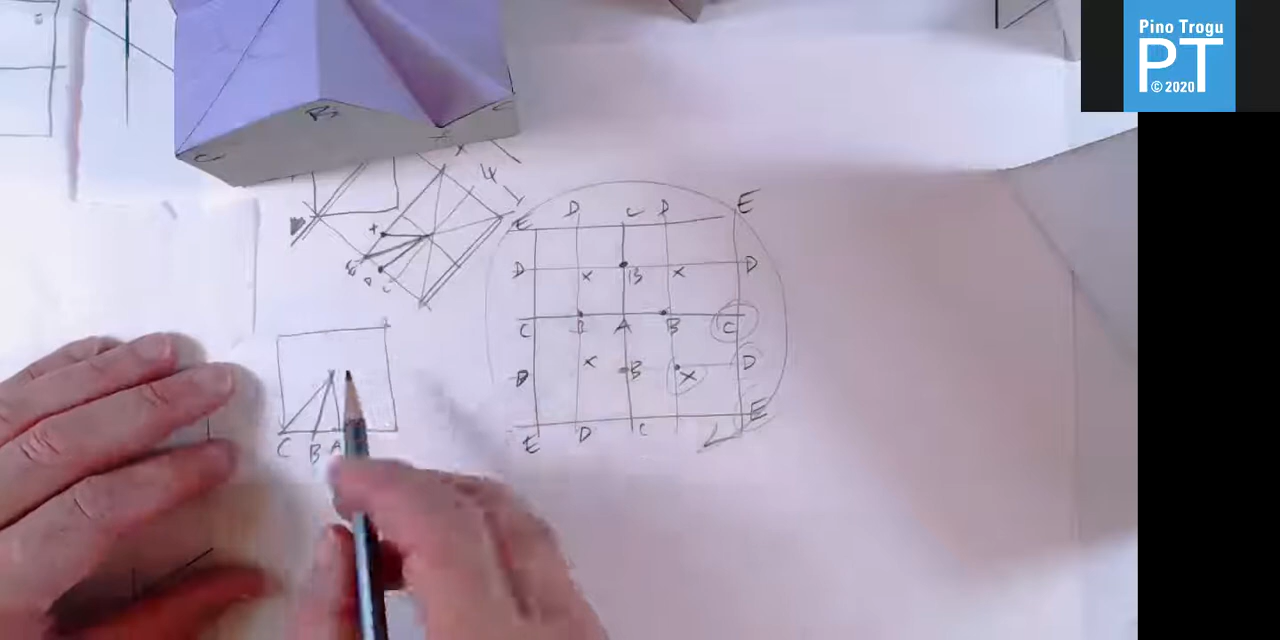 Pino Trogu
PT
© 2020
E D C D E
D X B X D
C B A B C
D X B X D
E D C E
C B A